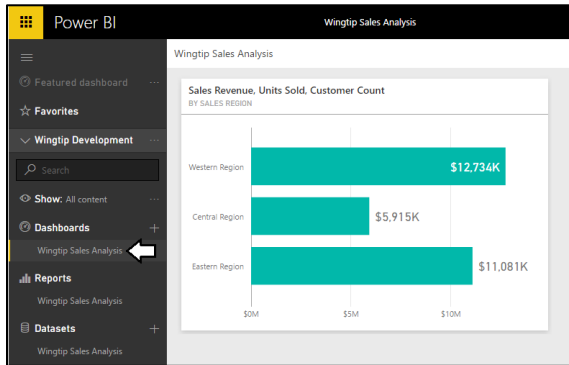 Power BI
Wingtip Sales Analysis
Featured dashboard
Favorites
Wingtip Development
Search
Show: All content
Dashboards
Wingtip Sales Analysis
Reports
Wingtip Sales Analysis
Datasets
Wingtip Sales Analysis
Wingtip Sales Analysis
Sales Revenue, Units Sold, Customer Count
BY SALES REGION
Western Region $12,734K
Central Region $5,915K
Eastern Region $11,081K
$0M $5M $10M